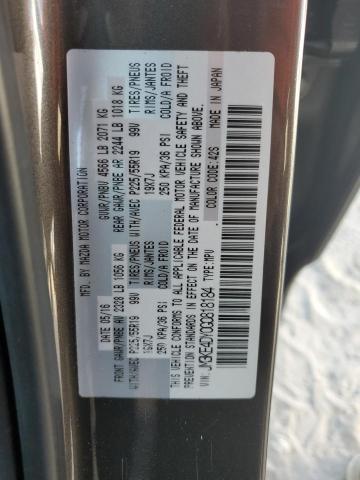 MFD. BY MAZDA MOTOR CORPORATION
DATE 05/16 GVWR/PNBV 4566 LB 2071 KG
FRONT GAWR/PNBE AV 2328 LB 1056 KG REAR GAWR/PNBE AR 2244 LB 1018 KG
WITH/AVEC P225/55R19 99V TIRES/PNEUS WITH/AVEC P225/55R19 99V TIRES/PNEUS
19X7J RIMS/JANTES 19X7J RIMS/JANTES
250 KPA/36 PSI COLD/A FROID 250 KPA/36 PSI COLD/A FROID
THIS VEHICLE CONFORMS TO ALL APPLICABLE FEDERAL MOTOR VEHICLE SAFETY AND THEFT
PREVENTION STANDARDS IN EFFECT ON THE DATE OF MANUFACTURE SHOWN ABOVE.
VIN: TYPE:MPV COLOR CODE/42S MADE IN JAPAN